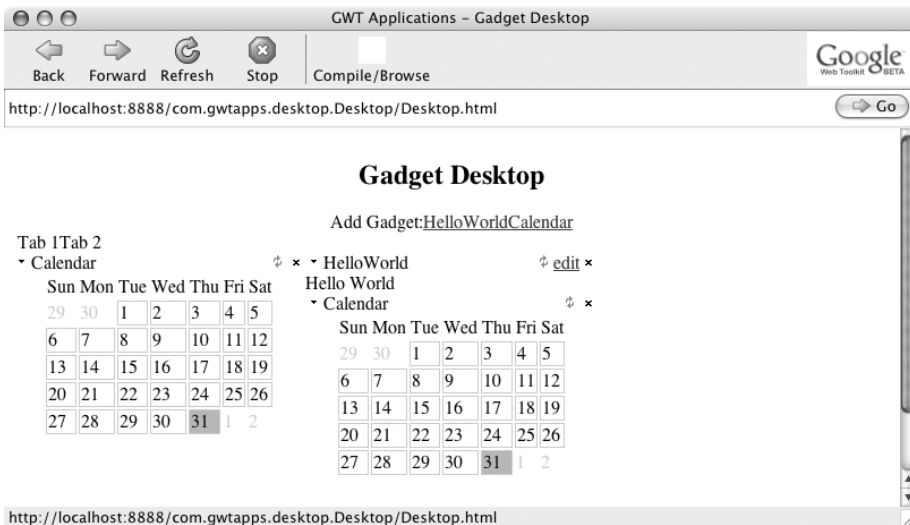 GWT Applications – Gadget Desktop
Back Forward Refresh Stop Compile/Browse
Google
Web Toolkit BETA
http://localhost:8888/com.gwtapps.desktop.Desktop/Desktop.html
Go
Gadget Desktop
Add Gadget:HelloWorldCalendar
Tab 1Tab 2
Calendar
Sun Mon Tue Wed Thu Fri Sat
29 30 1 2 3 4 5
6 7 8 9 10 11 12
13 14 15 16 17 18 19
20 21 22 23 24 25 26
27 28 29 30 31 1 2
HelloWorld edit
Hello World
Calendar
Sun Mon Tue Wed Thu Fri Sat
29 30 1 2 3 4 5
6 7 8 9 10 11 12
13 14 15 16 17 18 19
20 21 22 23 24 25 26
27 28 29 30 31 1 2
http://localhost:8888/com.gwtapps.desktop.Desktop/Desktop.html